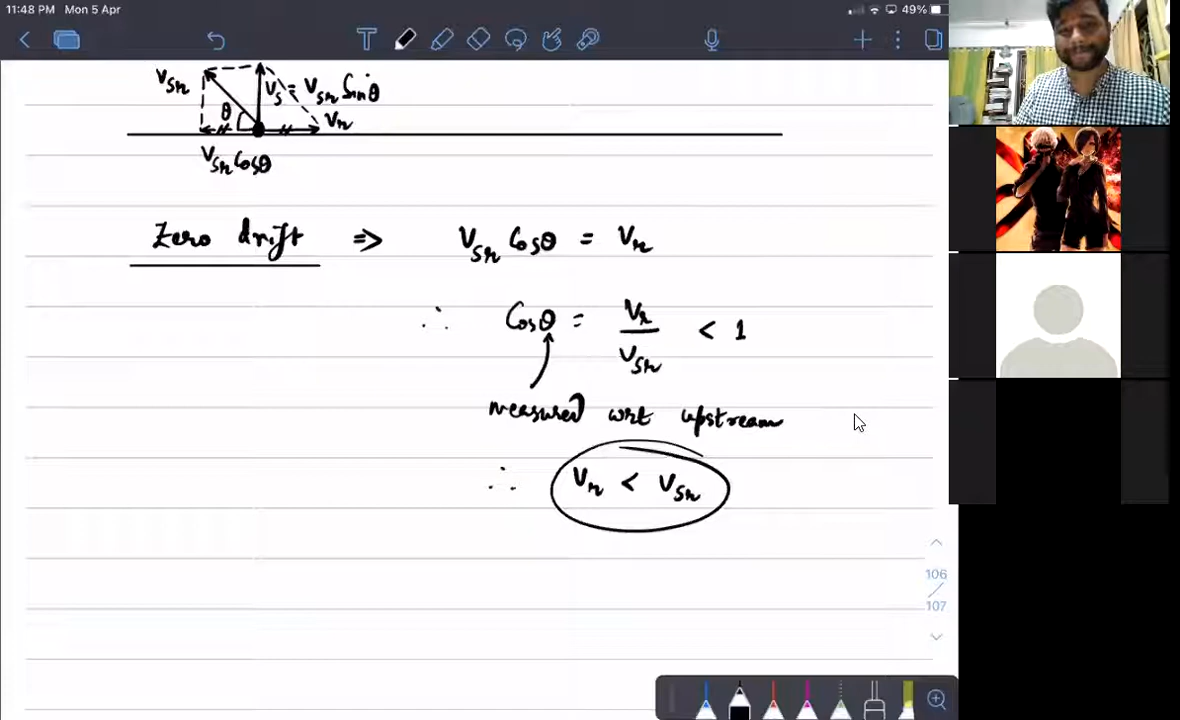 11:48 PM Mon 5 Apr 49%
T
Vsr Vs = Vsr Sinθ
θ Vr
Vsr Cosθ
Zero drift ⇒ Vsr Cosθ = Vr
∴ Cosθ = Vr / Vsr < 1
measured wrt upstream
∴ Vr < Vsr
106
107